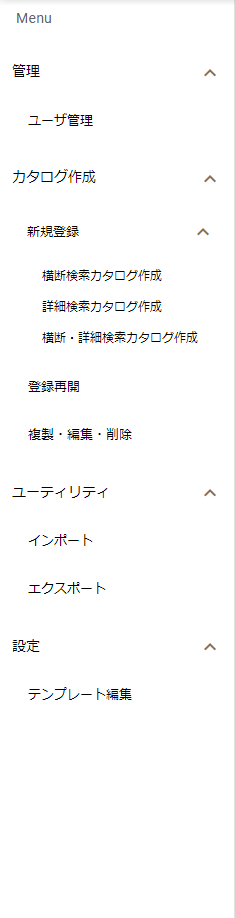 Menu
管理
ユーザ管理
カタログ作成
新規登録
横断検索カタログ作成
詳細検索カタログ作成
横断・詳細検索カタログ作成
登録再開
複製・編集・削除
ユーティリティ
インポート
エクスポート
設定
テンプレート編集